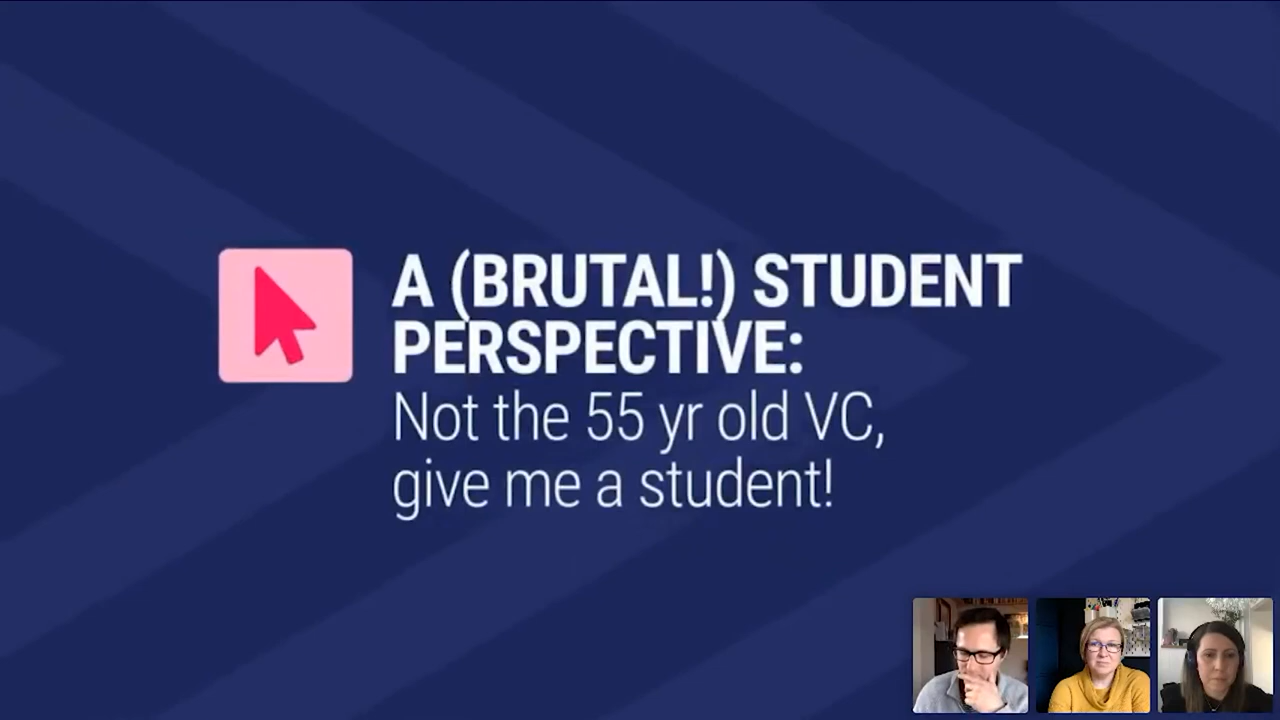 A (BRUTAL!) STUDENT
PERSPECTIVE:
Not the 55 yr old VC,
give me a student!